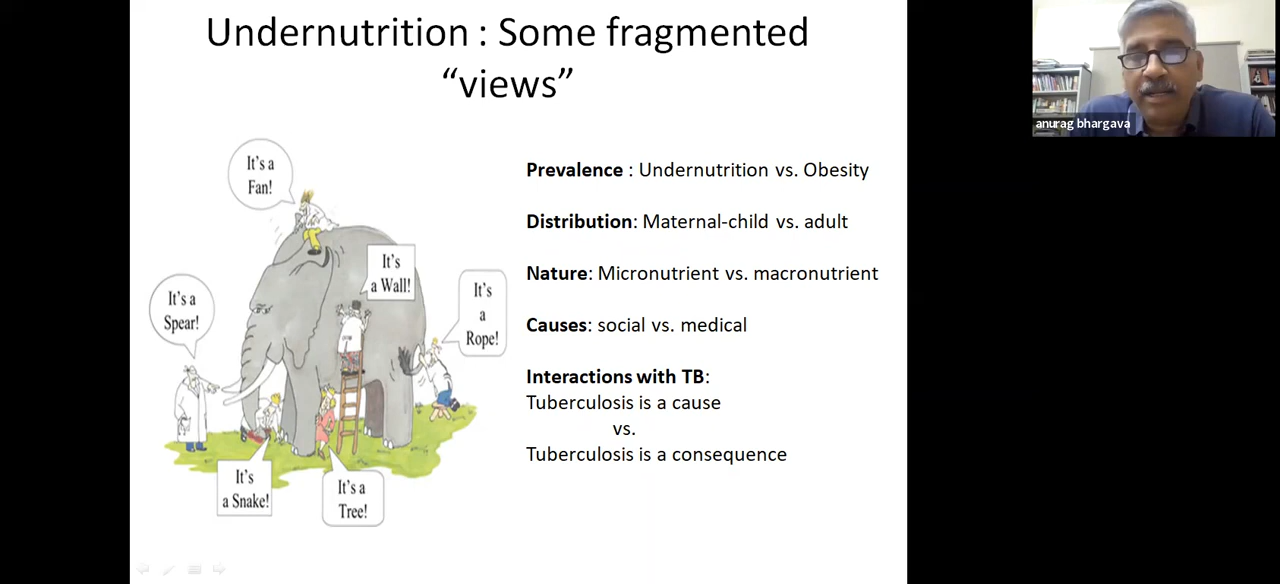 Undernutrition : Some fragmented
“views”
It's a
Fan!
It's
a Wall!
It's
a
Rope!
It's a
Spear!
It's
a Snake!
It's a
Tree!
Prevalence : Undernutrition vs. Obesity
Distribution: Maternal-child vs. adult
Nature: Micronutrient vs. macronutrient
Causes: social vs. medical
Interactions with TB:
Tuberculosis is a cause
vs.
Tuberculosis is a consequence
anurag bhargava